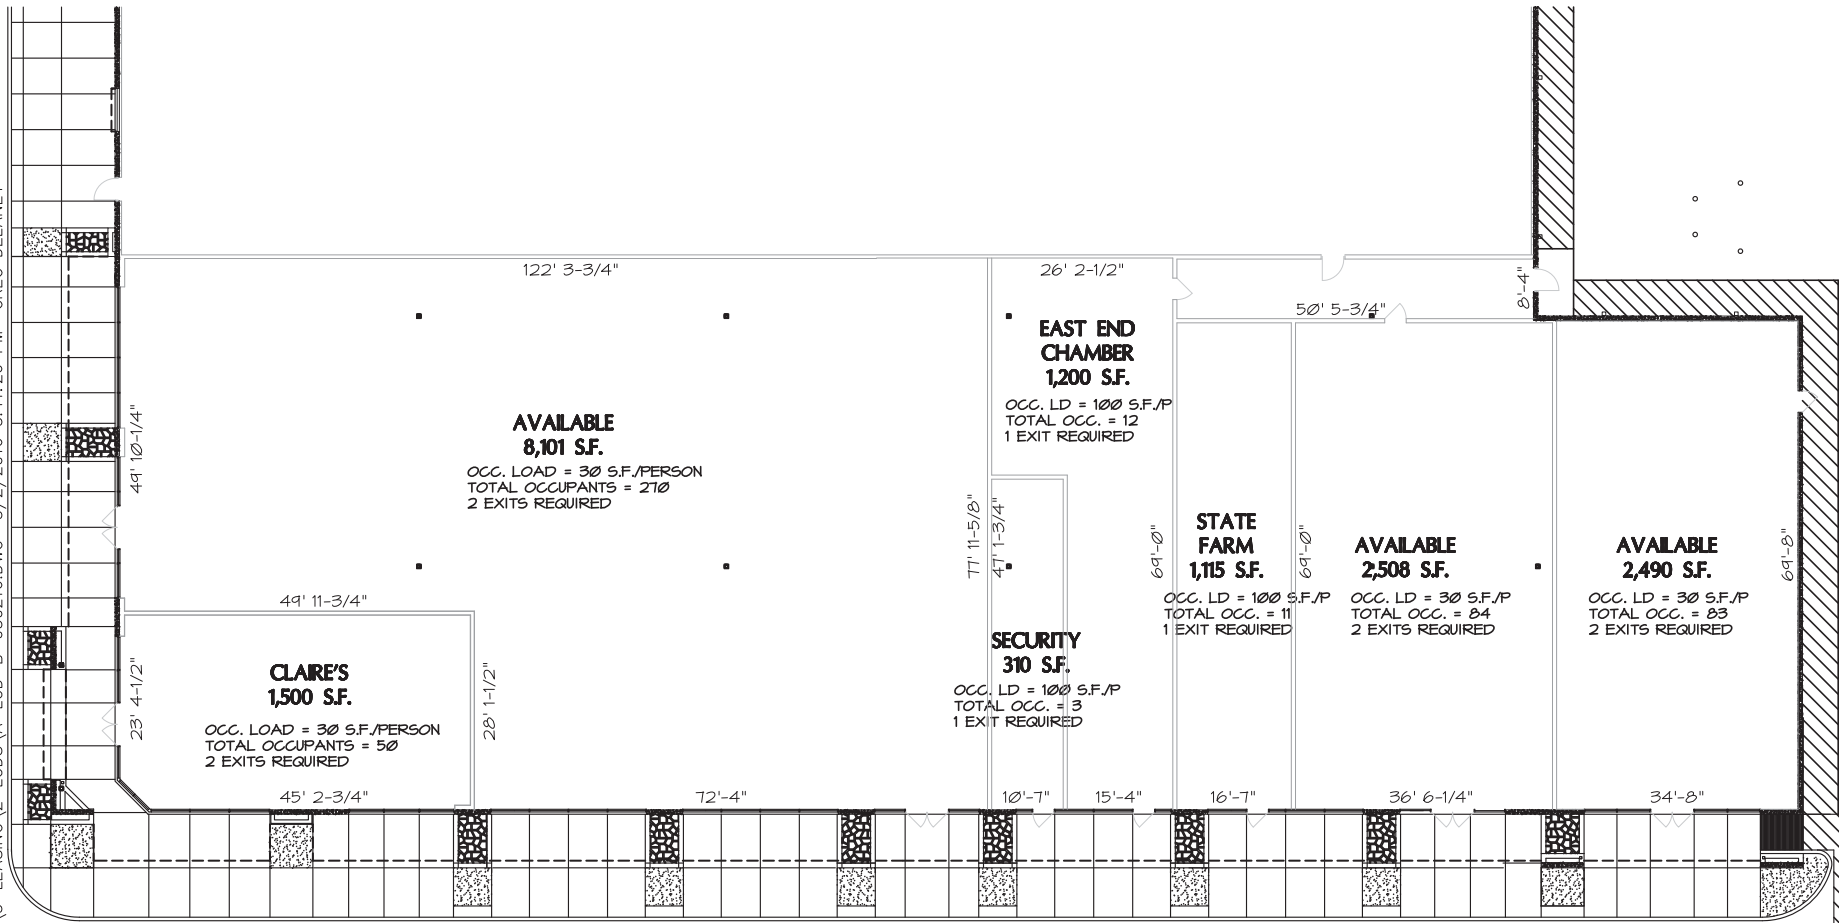 122' 3-3/4"
26' 2-1/2"
50' 5-3/4"
8'-4"
EAST END
CHAMBER
1,200 S.F.
OCC. LD = 100 S.F./P
TOTAL OCC. = 12
1 EXIT REQUIRED
49' 10-1/4"
AVAILABLE
8,101 S.F.
OCC. LOAD = 30 S.F./PERSON
TOTAL OCCUPANTS = 270
2 EXITS REQUIRED
77' 11-5/8"
47' 1-3/4"
69'-0"
STATE
FARM
1,115 S.F.
OCC. LD = 100 S.F./P
TOTAL OCC. = 11
1 EXIT REQUIRED
69'-0"
AVAILABLE
2,508 S.F.
OCC. LD = 30 S.F./P
TOTAL OCC. = 84
2 EXITS REQUIRED
AVAILABLE
2,490 S.F.
OCC. LD = 30 S.F./P
TOTAL OCC. = 83
2 EXITS REQUIRED
69'-8"
49' 11-3/4"
23' 4-1/2"
CLAIRE'S
1,500 S.F.
OCC. LOAD = 30 S.F./PERSON
TOTAL OCCUPANTS = 50
2 EXITS REQUIRED
28' 1-1/2"
SECURITY
310 S.F.
OCC. LD = 100 S.F./P
TOTAL OCC. = 3
1 EXIT REQUIRED
45' 2-3/4"
72'-4"
10'-7"
15'-4"
16'-7"
36' 6-1/4"
34'-8"